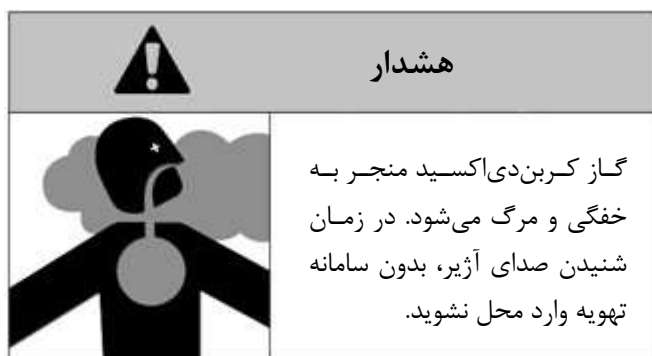 هشدار
گاز کربن‌دی‌اکسید منجر به
خفگی و مرگ می‌شود. در زمان
شنیدن صدای آژیر، بدون سامانه
تهویه وارد محل نشوید.